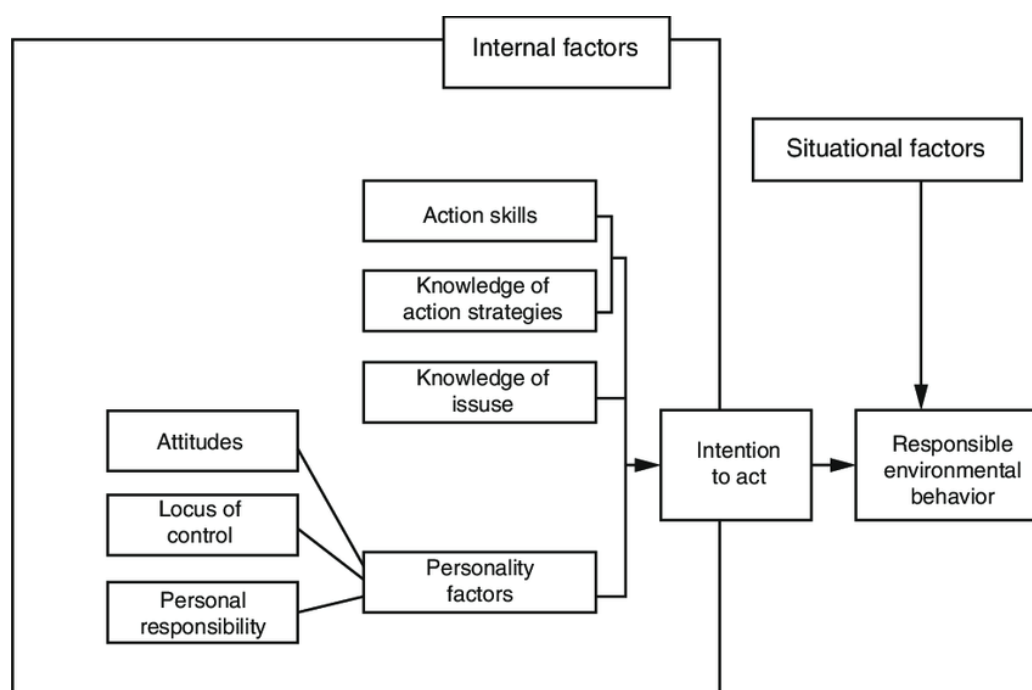 Internal factors
Situational factors
Action skills
Knowledge of
action strategies
Knowledge of
issuse
Attitudes
Locus of
control
Personal
responsibility
Personality
factors
Intention
to act
Responsible
environmental
behavior